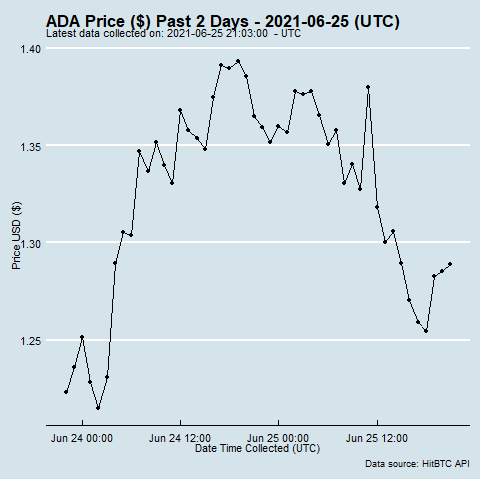 ADA Price ($) Past 2 Days - 2021-06-25 (UTC)
Latest data collected on: 2021-06-25 21:03:00 - UTC
1.40
1.35
1.30
1.25
Price USD ($)
Jun 24 00:00 Jun 24 12:00 Jun 25 00:00 Jun 25 12:00
Date Time Collected (UTC)
Data source: HitBTC API